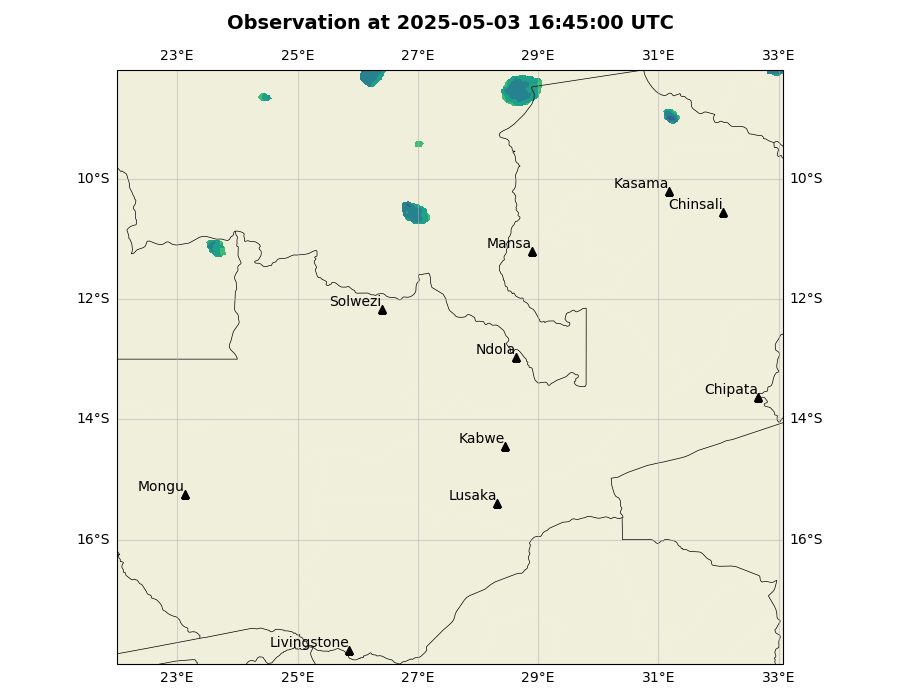 Observation at 2025-05-03 16:45:00 UTC
23°E 25°E 27°E 29°E 31°E 33°E
10°S 10°S
Kasama
Chinsali
Mansa
12°S 12°S
Solwezi
Ndola
Chipata
14°S 14°S
Kabwe
Mongu
Lusaka
16°S 16°S
Livingstone
23°E 25°E 27°E 29°E 31°E 33°E